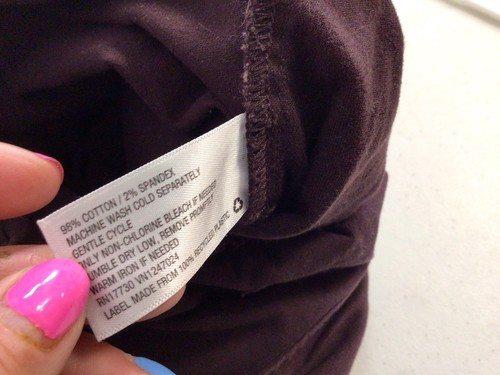 98% COTTON / 2% SPANDEX
MACHINE WASH COLD SEPARATELY
GENTLE CYCLE
ONLY NON-CHLORINE BLEACH IF NEEDED
TUMBLE DRY LOW, REMOVE PROMPTLY
WARM IRON IF NEEDED
RN17730 VN1247024
LABEL MADE FROM 100% RECYCLED PLASTIC